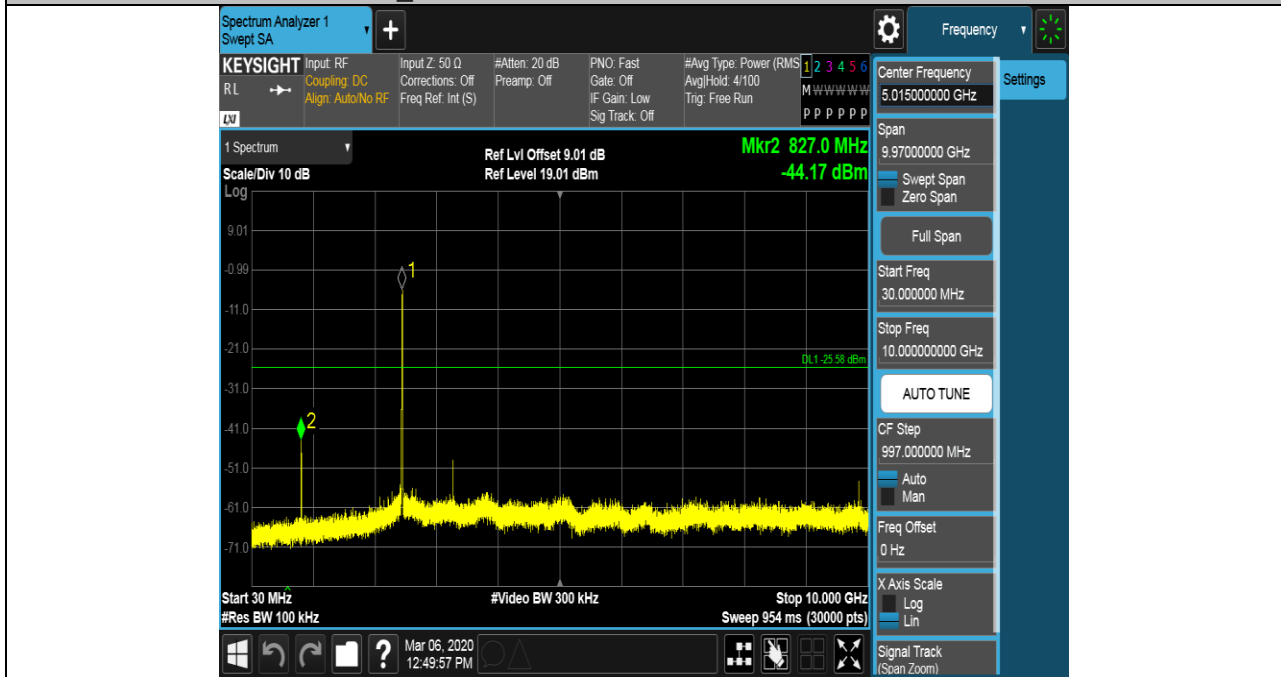 Spectrum Analyzer 1
Swept SA
+
Frequency
KEYSIGHT
RL
LXI
Input: RF
Coupling: DC
Align: Auto/No RF
Input Z: 50 Ω
Corrections: Off
Freq Ref: Int (S)
#Atten: 20 dB
Preamp: Off
PNO: Fast
Gate: Off
IF Gain: Low
Sig Track: Off
#Avg Type: Power (RMS
Avg|Hold: 4/100
Trig: Free Run
1 2 3 4 5 6
M W W W W W
P P P P P P
1 Spectrum
Scale/Div 10 dB
Log
Ref Lvl Offset 9.01 dB
Ref Level 19.01 dBm
Mkr2 827.0 MHz
-44.17 dBm
9.01
-0.99
-11.0
-21.0
-31.0
-41.0
-51.0
-61.0
-71.0
1
2
DL1 -25.58 dBm
Start 30 MHz
#Res BW 100 kHz
#Video BW 300 kHz
Stop 10.000 GHz
Sweep 954 ms (30000 pts)
?
Mar 06, 2020
12:49:57 PM
Center Frequency
5.015000000 GHz
Settings
Span
9.97000000 GHz
Swept Span
Zero Span
Full Span
Start Freq
30.000000 MHz
Stop Freq
10.000000000 GHz
AUTO TUNE
CF Step
997.000000 MHz
Auto
Man
Freq Offset
0 Hz
X Axis Scale
Log
Lin
Signal Track
(Span Zoom)